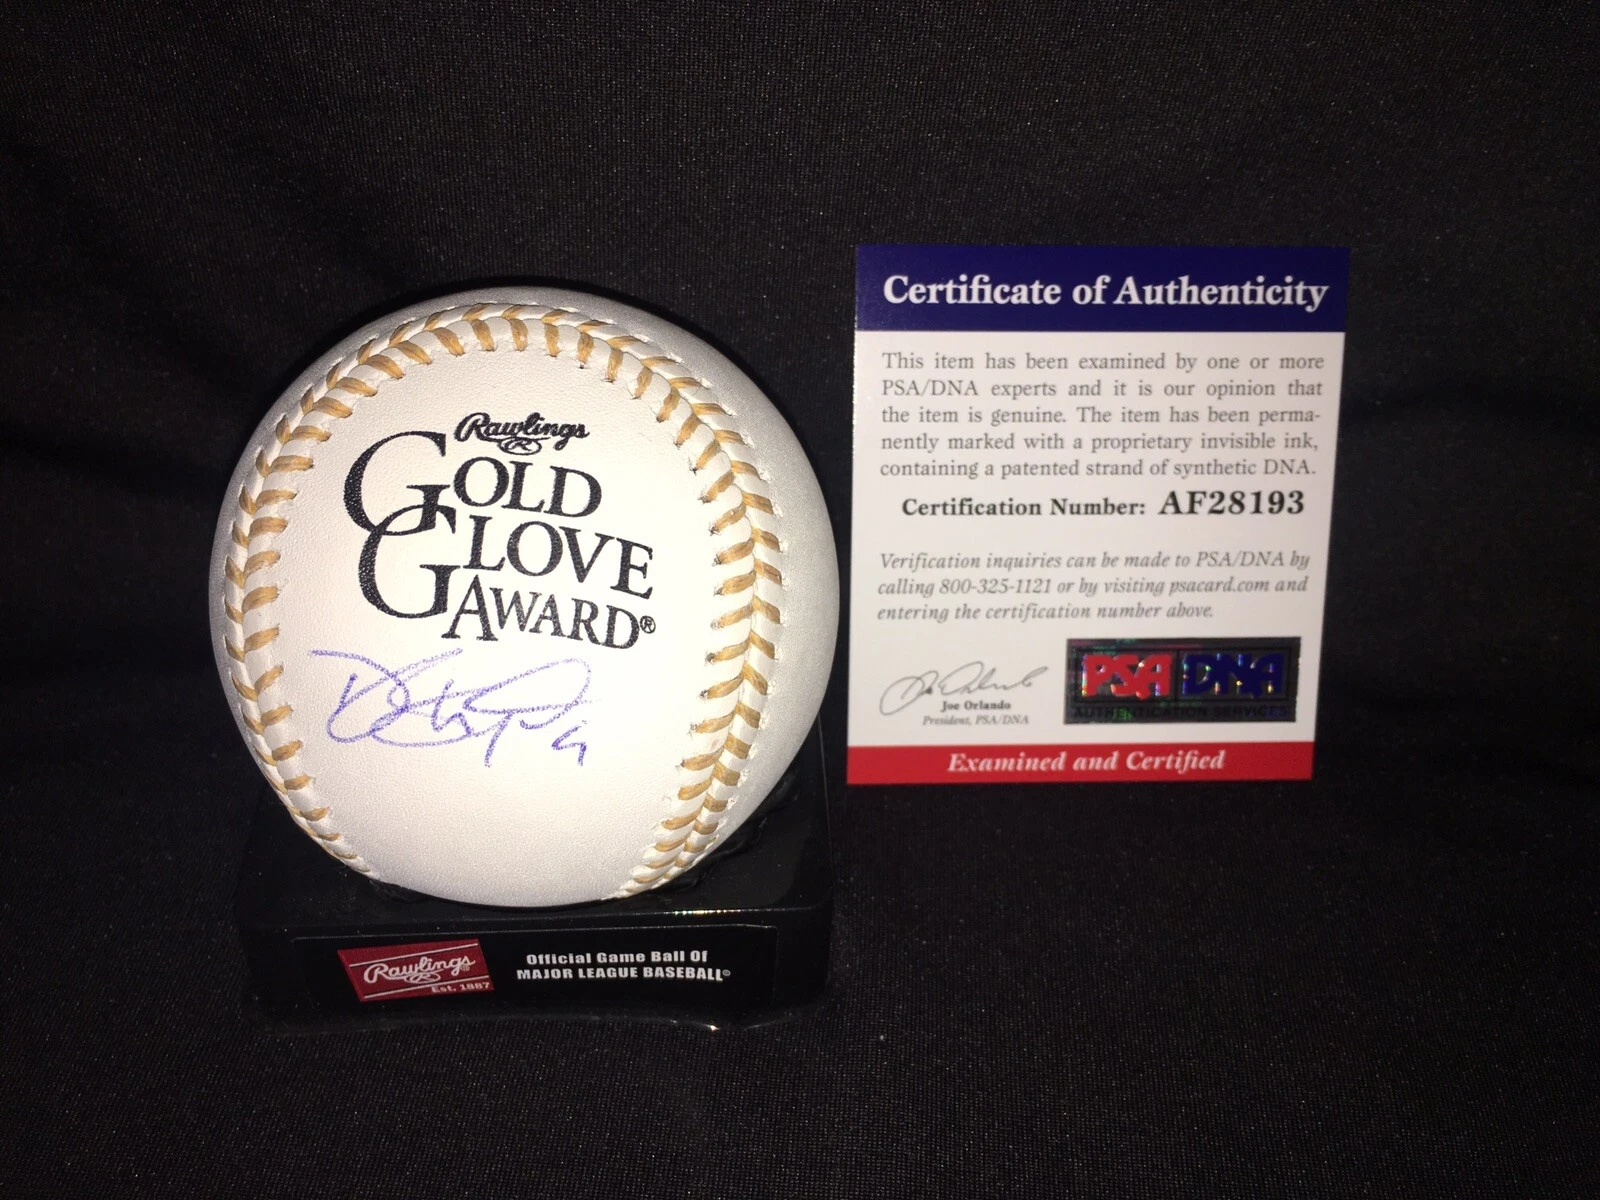 Rawlings
GOLD
GLOVE
AWARD®
9
Rawlings®
Est. 1887
Official Game Ball Of
MAJOR LEAGUE BASEBALL®
Certificate of Authenticity
This item has been examined by one or more
PSA/DNA experts and it is our opinion that
the item is genuine. The item has been perma-
nently marked with a proprietary invisible ink,
containing a patented strand of synthetic DNA.
Certification Number: AF28193
Verification inquiries can be made to PSA/DNA by
calling 800-325-1121 or by visiting psacard.com and
entering the certification number above.
Joe Orlando
President, PSA/DNA
PSA DNA
AUTHENTICATION SERVICES
Examined and Certified